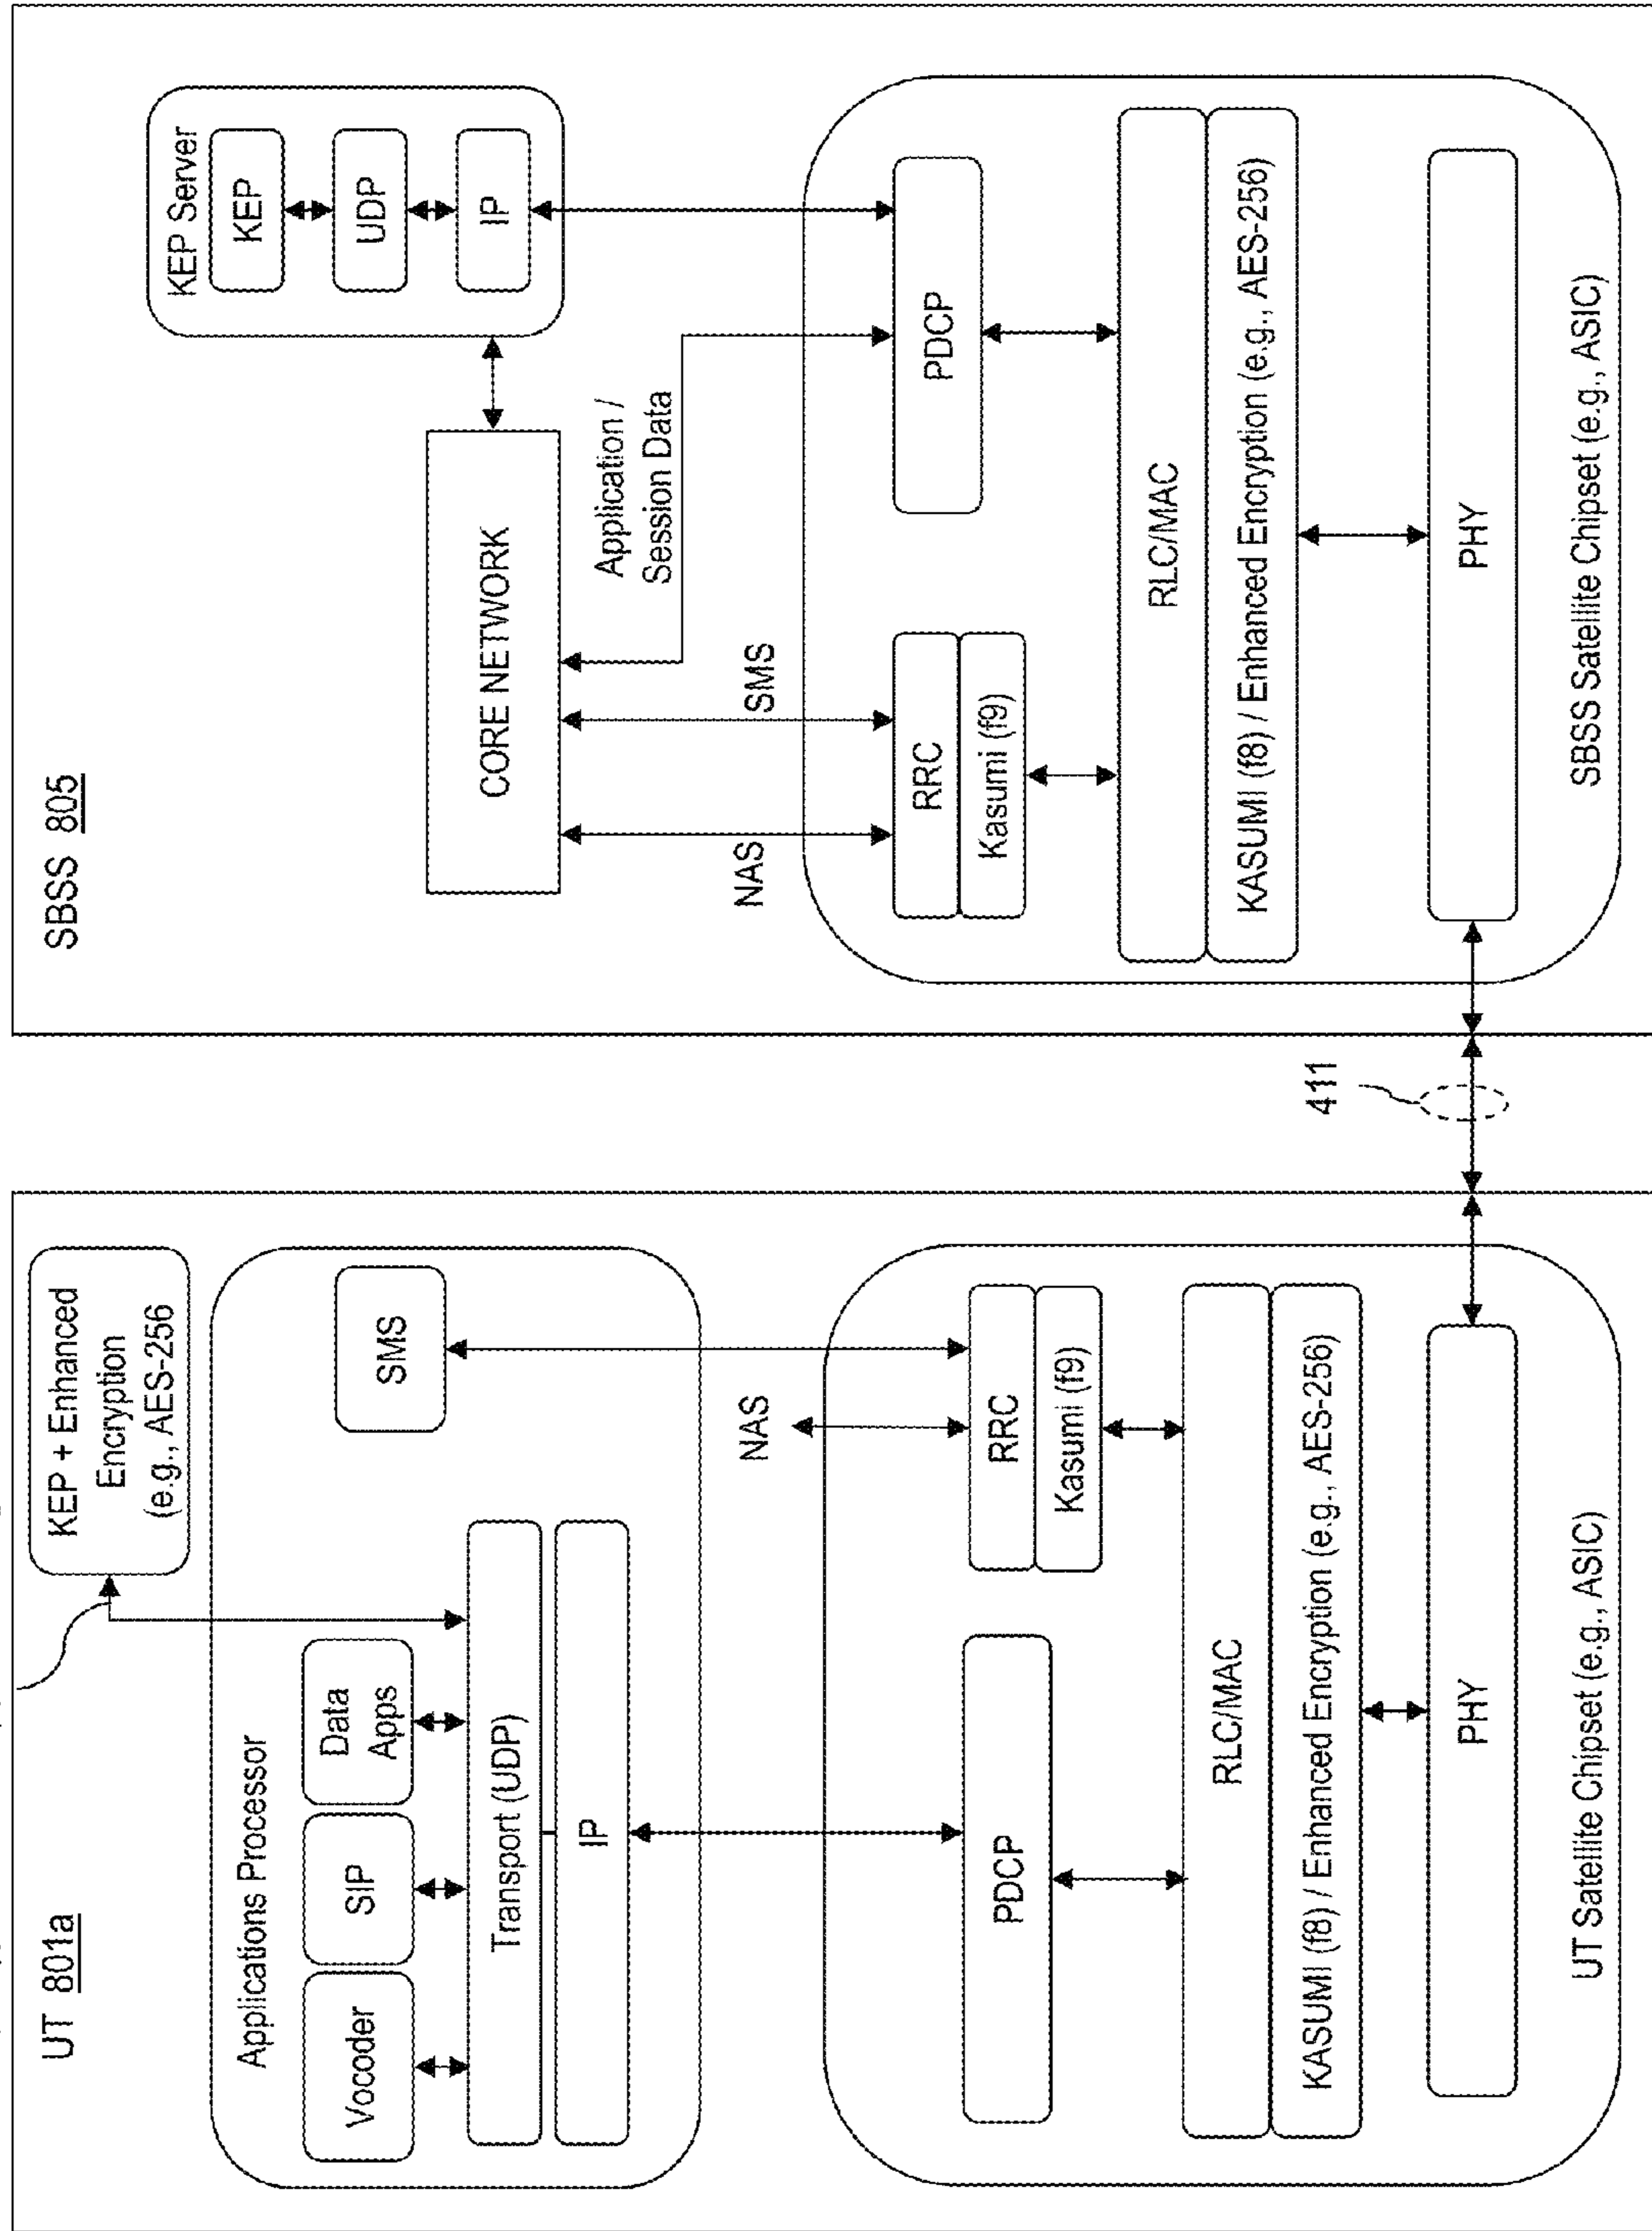 UT 801a
KEP + Enhanced
Encryption
(e.g., AES-256
Applications Processor
Vocoder
SIP
Data
Apps
SMS
Transport (UDP)
IP
NAS
PDCP
RRC
Kasumi (f9)
RLC/MAC
KASUMI (f8) / Enhanced Encryption (e.g., AES-256)
PHY
UT Satellite Chipset (e.g., ASIC)
411
SBSS 805
KEP Server
KEP
UDP
IP
CORE NETWORK
Application /
Session Data
NAS
SMS
RRC
Kasumi (f9)
PDCP
RLC/MAC
KASUMI (f8) / Enhanced Encryption (e.g., AES-256)
PHY
SBSS Satellite Chipset (e.g., ASIC)